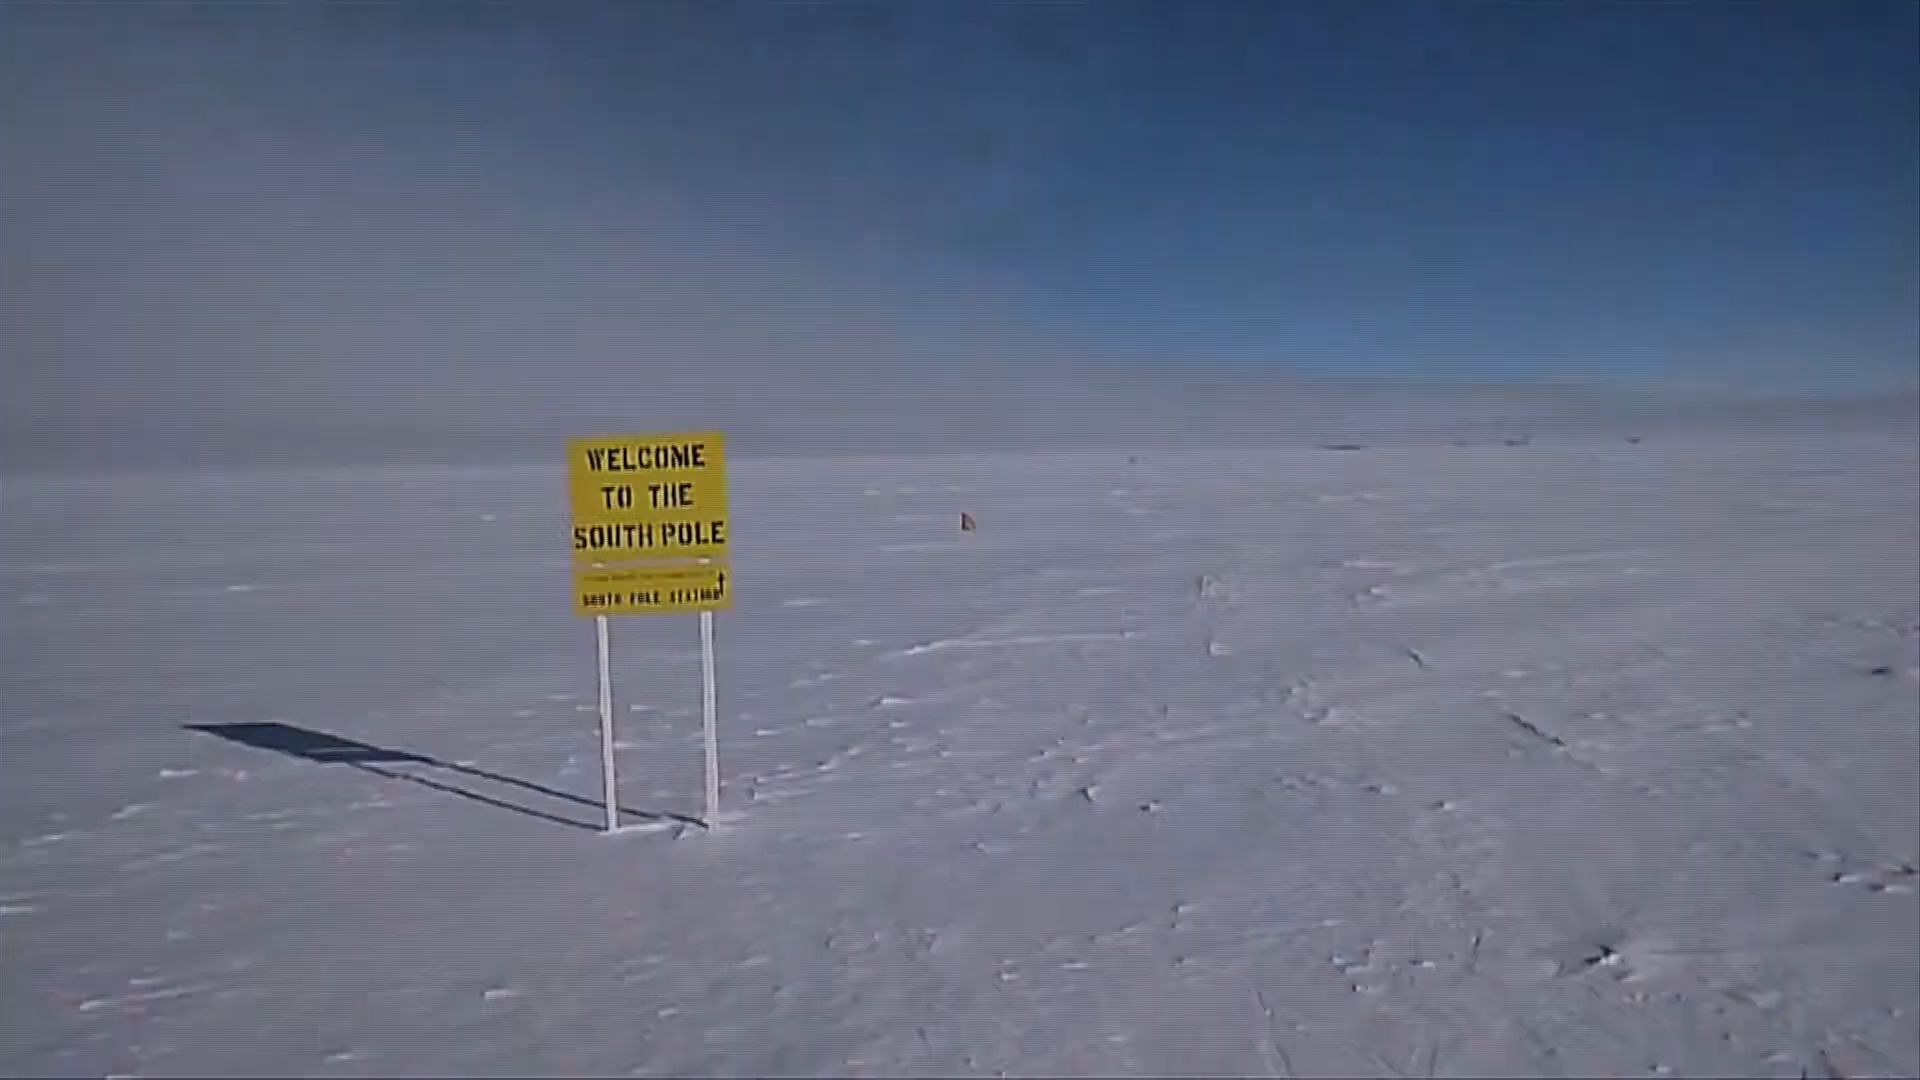 WELCOME
TO THE
SOUTH POLE
SOUTH POLE STATION